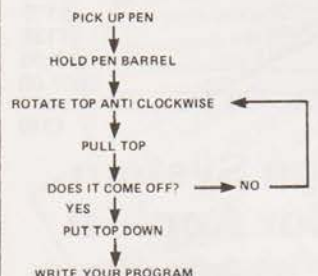 PICK UP PEN
HOLD PEN BARREL
ROTATE TOP ANTI CLOCKWISE
PULL TOP
DOES IT COME OFF? NO
YES
PUT TOP DOWN
WRITE YOUR PROGRAM